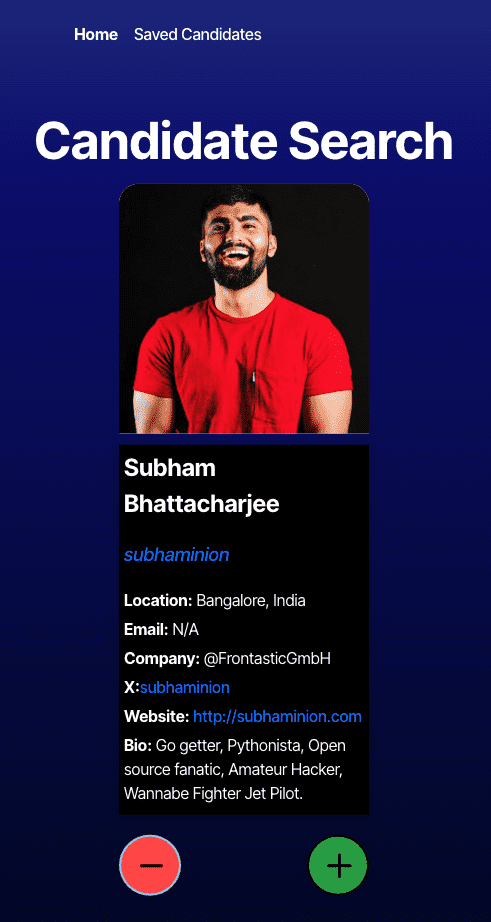 Home Saved Candidates
Candidate Search
Subham
Bhattacharjee
subhaminion
Location: Bangalore, India
Email: N/A
Company: @FrontasticGmbH
X:subhaminion
Website: http://subhaminion.com
Bio: Go getter, Pythonista, Open
source fanatic, Amateur Hacker,
Wannabe Fighter Jet Pilot.